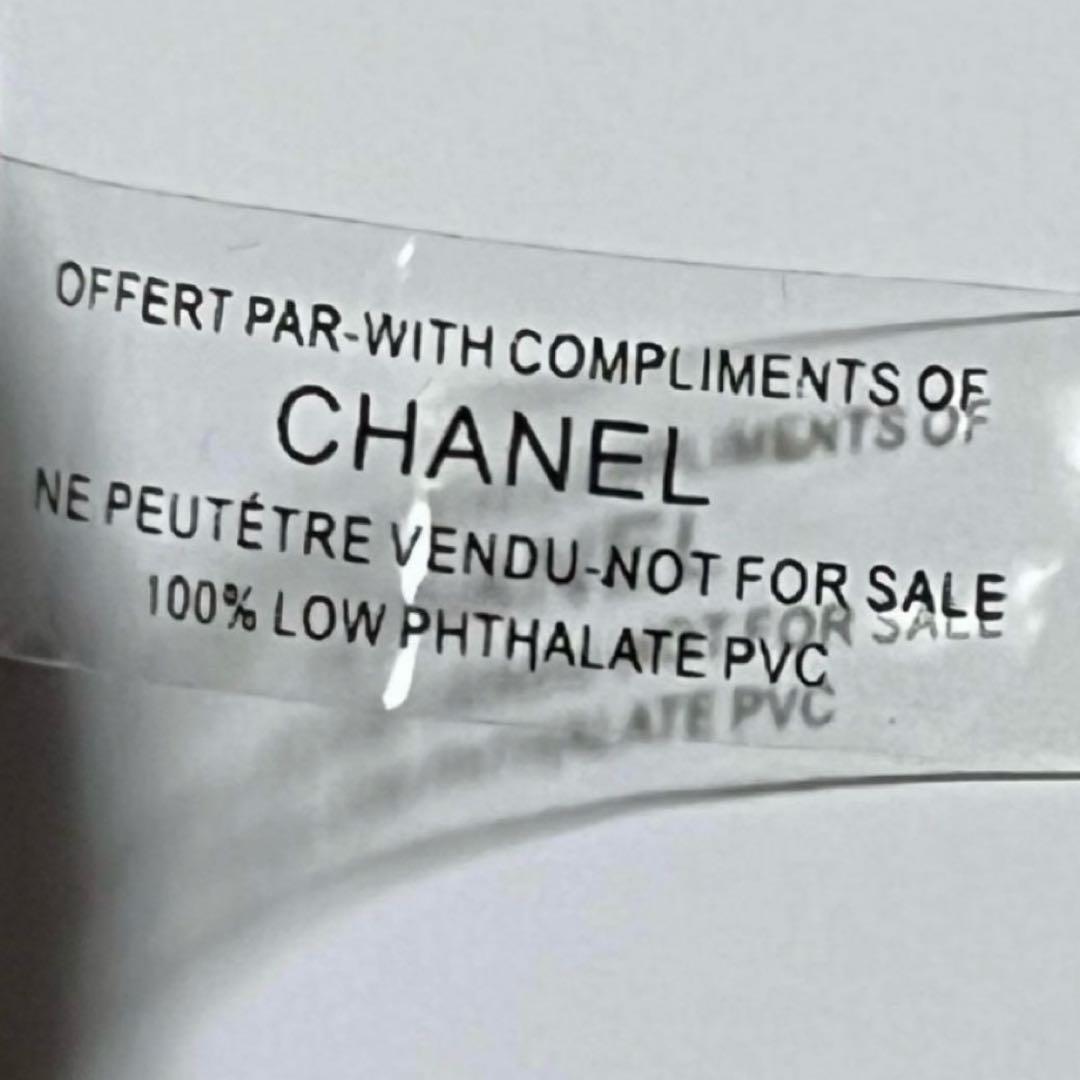 OFFERT PAR-WITH COMPLIMENTS OF
CHANEL
NE PEUTÉTRE VENDU-NOT FOR SALE
100% LOW PHTHALATE PVC